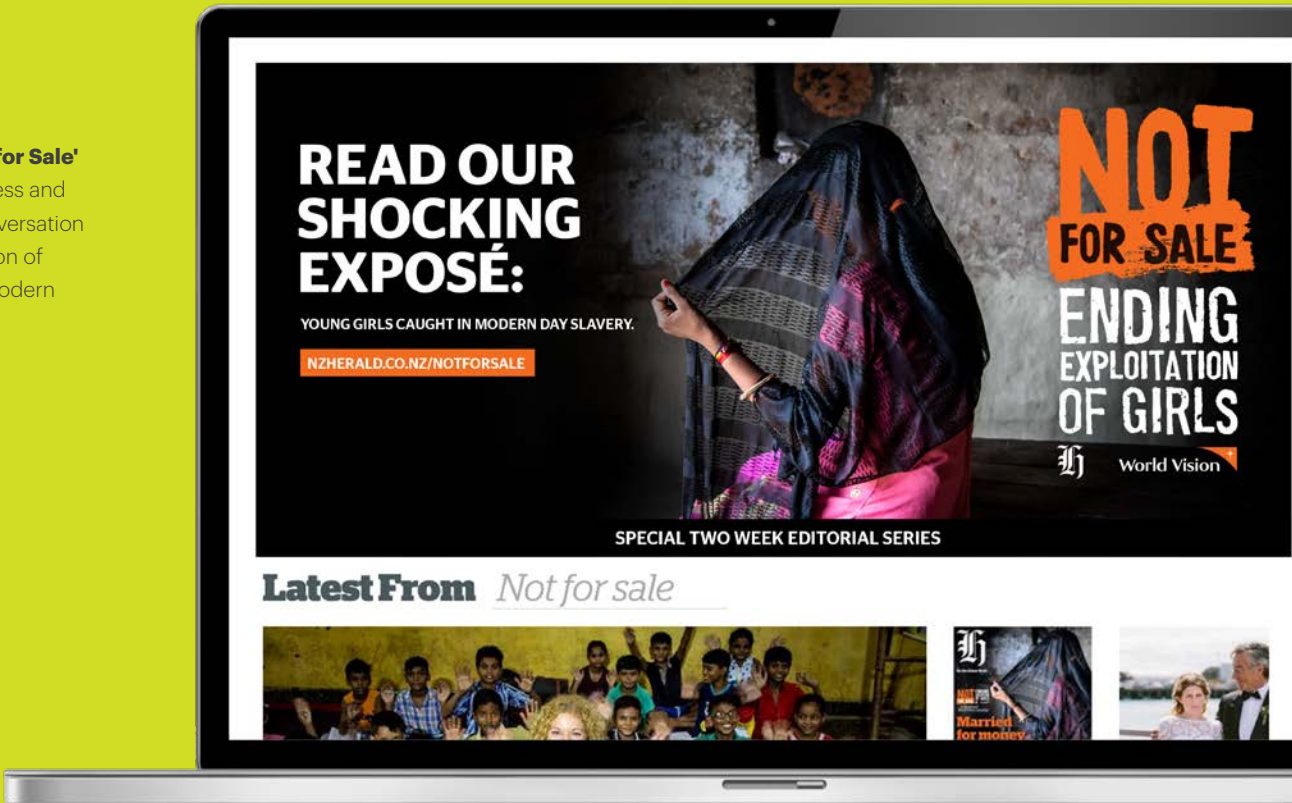 for Sale'
ess and
versation
on of
odern
READ OUR
SHOCKING
EXPOSÉ:
YOUNG GIRLS CAUGHT IN MODERN DAY SLAVERY.
NZHERALD.CO.NZ/NOTFORSALE
NOT
FOR SALE
ENDING
EXPLOITATION
OF GIRLS
H World Vision
SPECIAL TWO WEEK EDITORIAL SERIES
Latest From Not for sale
H
NOT
Married
for money